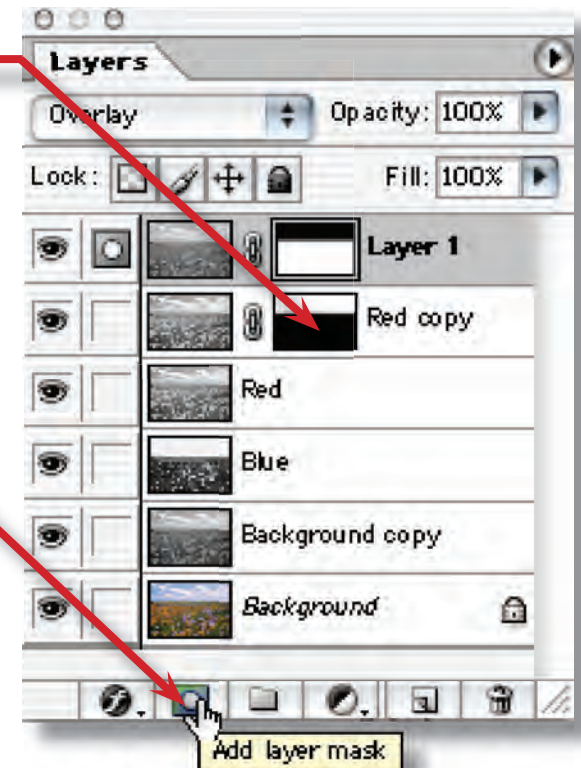 Layers
Overlay Opacity: 100%
Lock: Fill: 100%
Layer 1
Red copy
Red
Blue
Background copy
Background
Add layer mask